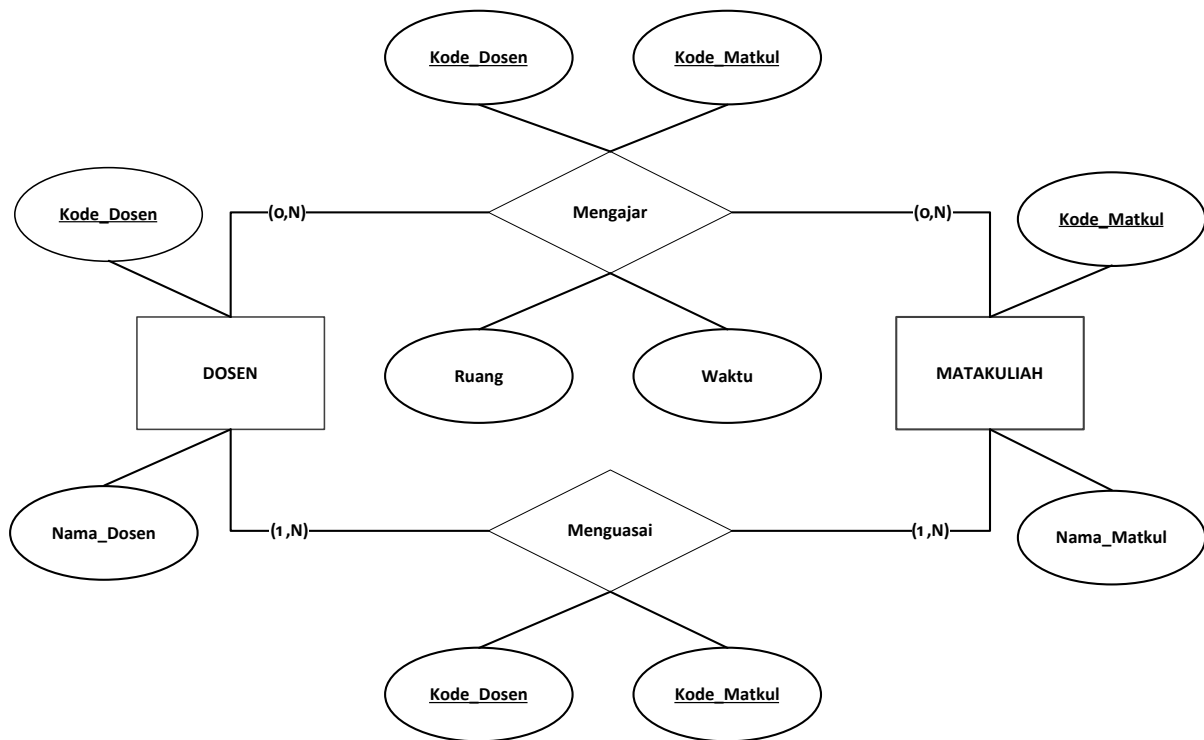 Kode_Dosen
Kode_Matkul
Kode_Dosen
(0,N)
Mengajar
(0,N)
Kode_Matkul
DOSEN
Ruang
Waktu
MATAKULIAH
Nama_Dosen
(1,N)
Menguasai
(1,N)
Nama_Matkul
Kode_Dosen
Kode_Matkul